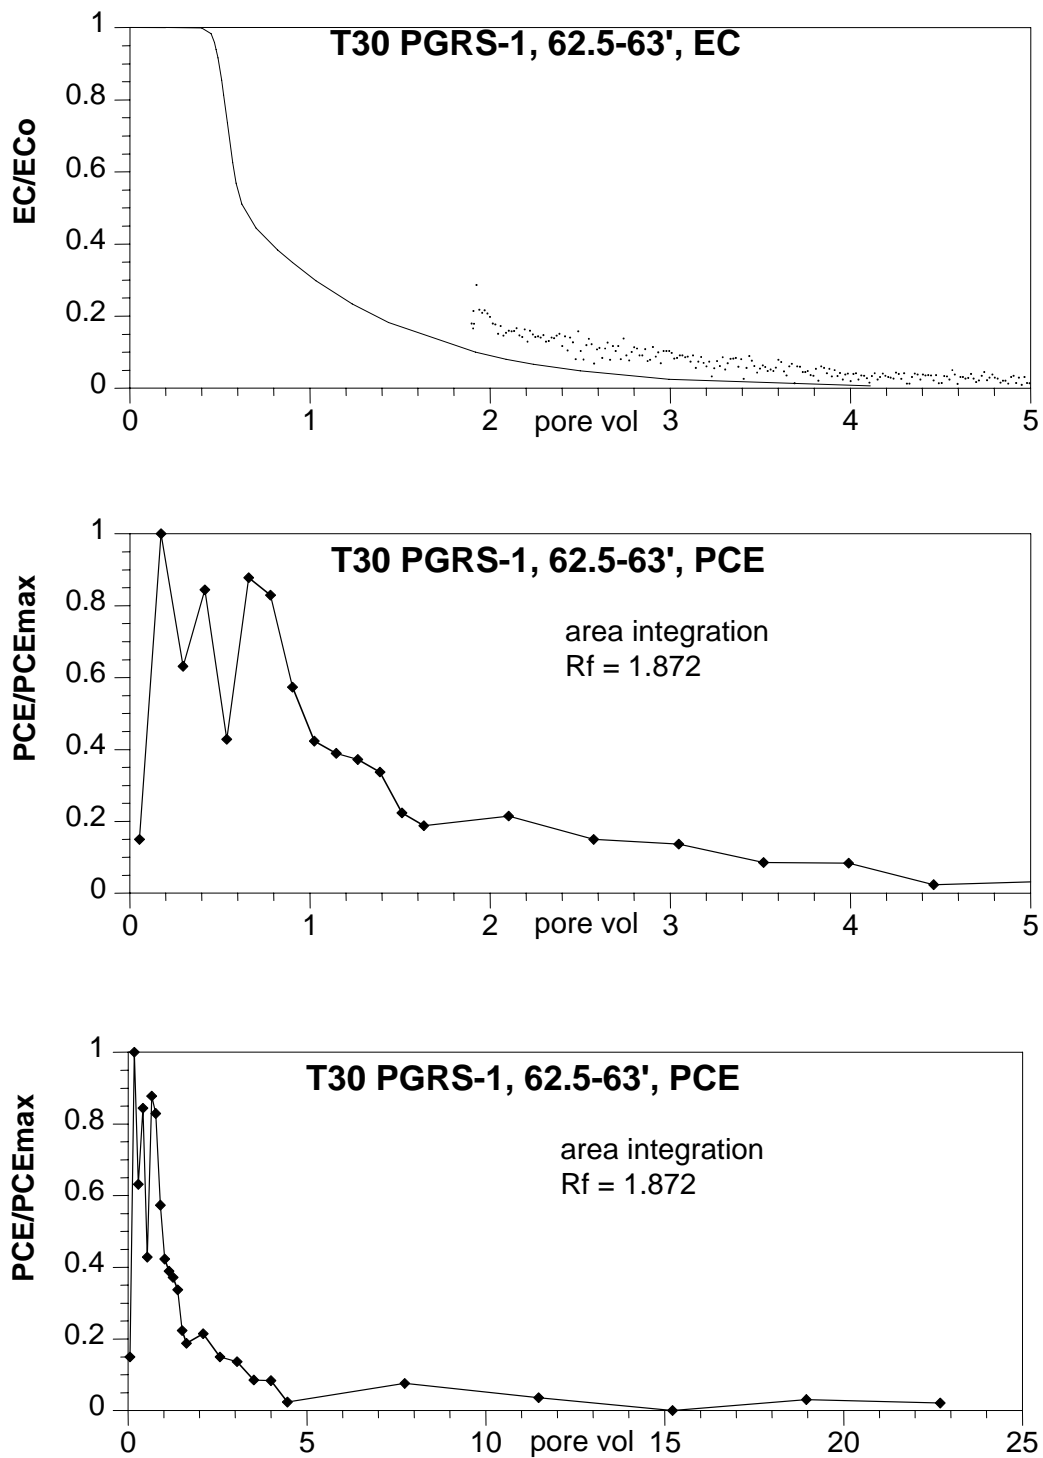 T30 PGRS-1, 62.5-63', EC
EC/ECo
1
0.8
0.6
0.4
0.2
0
0 1 2 pore vol 3 4 5
T30 PGRS-1, 62.5-63', PCE
area integration
Rf = 1.872
PCE/PCEmax
1
0.8
0.6
0.4
0.2
0
0 1 2 pore vol 3 4 5
T30 PGRS-1, 62.5-63', PCE
area integration
Rf = 1.872
PCE/PCEmax
1
0.8
0.6
0.4
0.2
0
0 5 10 pore vol 15 20 25